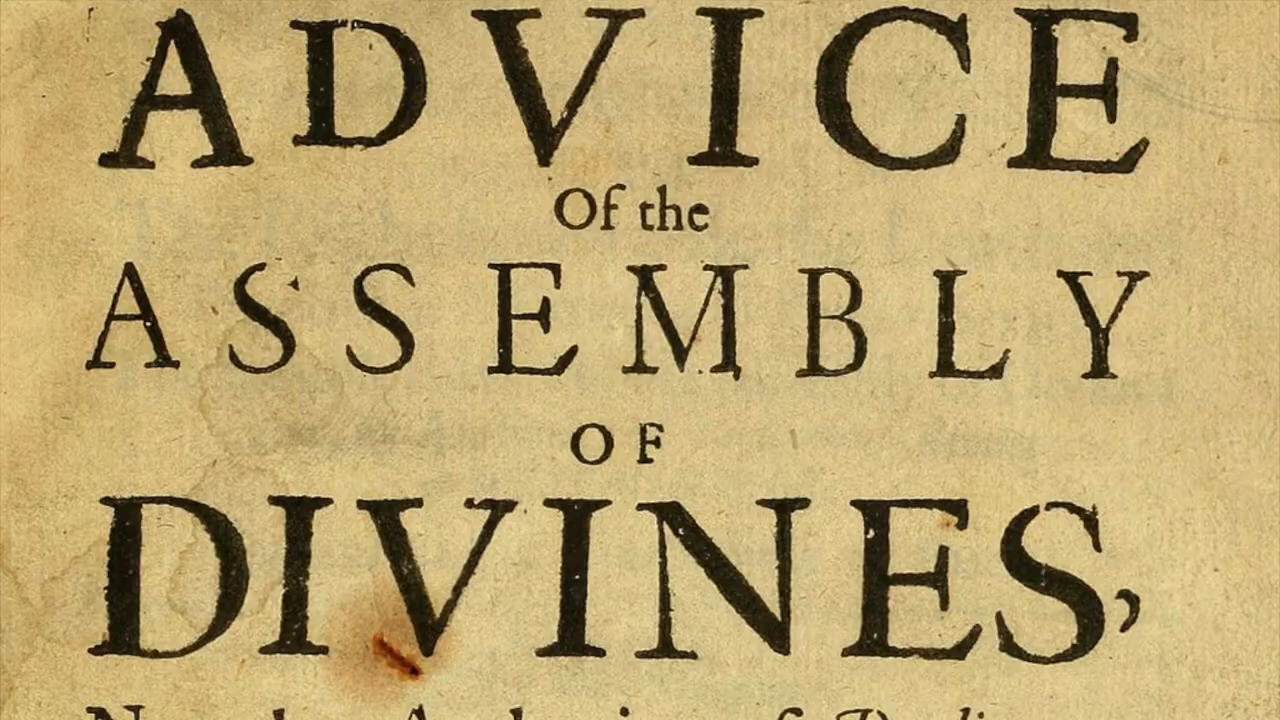 ADVICE
Of the
ASSEMBLY
OF
DIVINES,